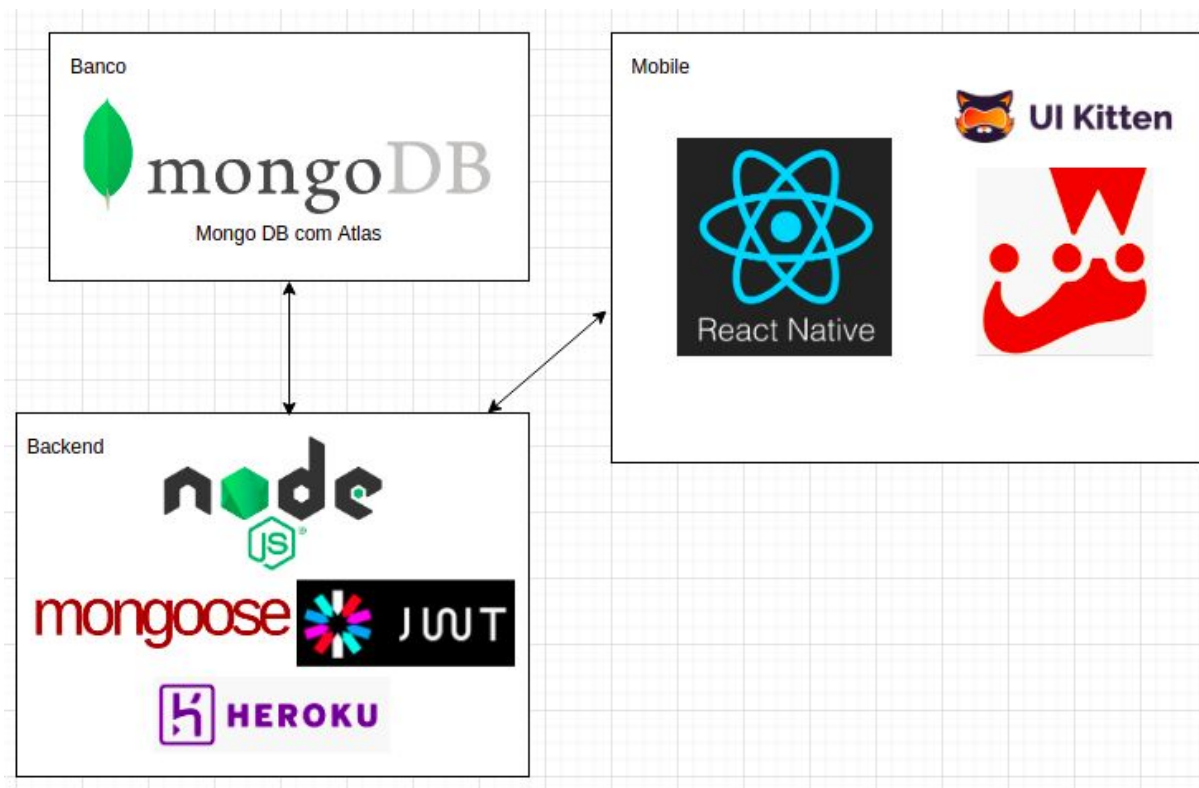 Banco
mongoDB
Mongo DB com Atlas
Mobile
UI Kitten
React Native
Backend
node
JS
mongoose
JWT
HEROKU